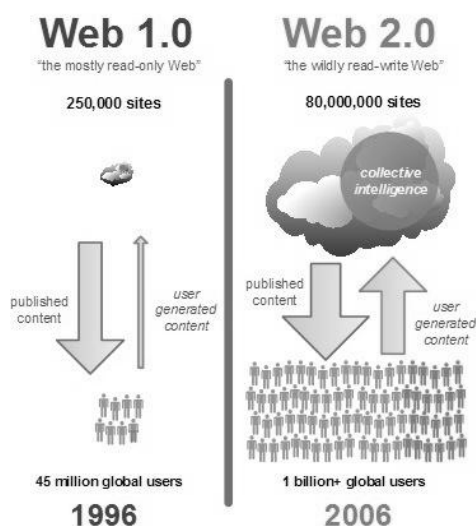 Web 1.0
"the mostly read-only Web"
250,000 sites
published
content
user
generated
content
45 million global users
1996
Web 2.0
"the wildly read-write Web"
80,000,000 sites
collective
intelligence
published
content
user
generated
content
1 billion+ global users
2006